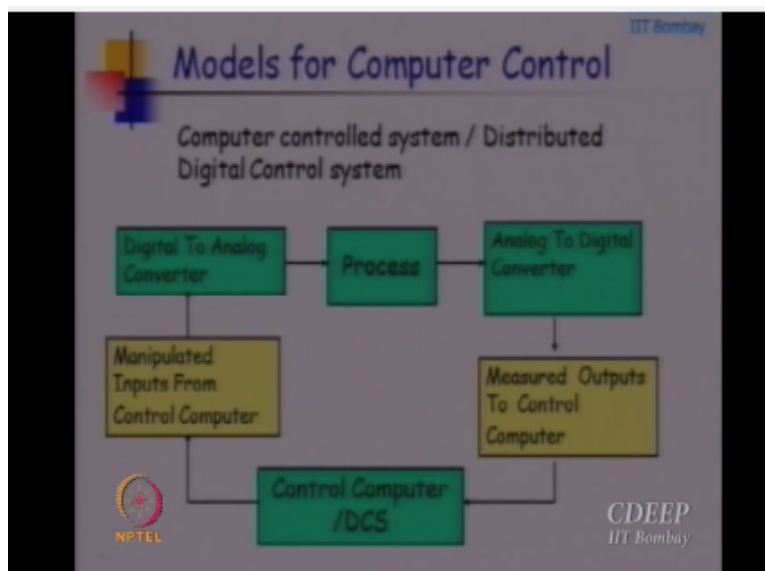 IIT Bombay
Models for Computer Control
Computer controlled system / Distributed
Digital Control system
Digital To Analog
Converter
Process
Analog To Digital
Converter
Manipulated
Inputs From
Control Computer
Measured Outputs
To Control
Computer
Control Computer
/DCS
NPTEL
CDEEP
IIT Bombay